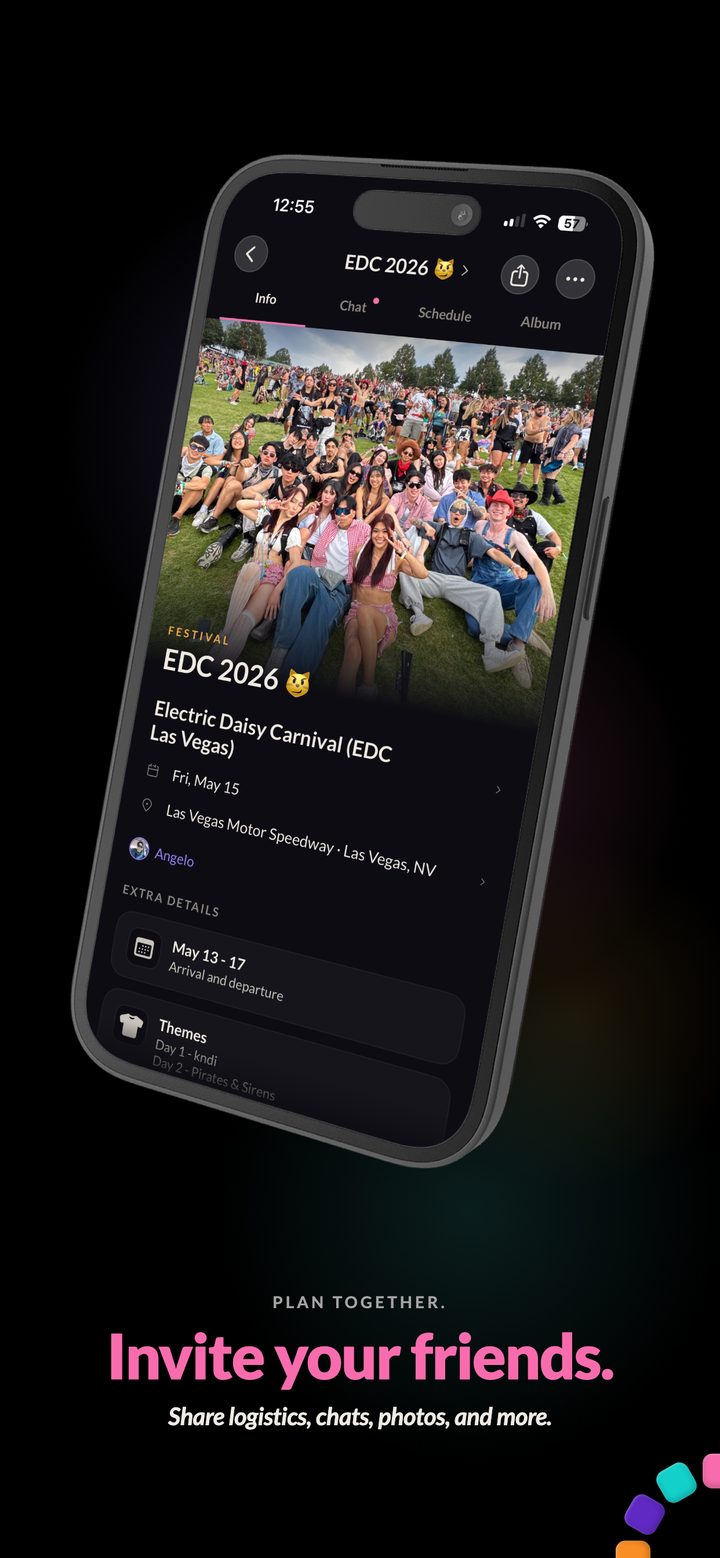 12:55
57
EDC 2026 😼 >
Info
Chat
Schedule
Album
FESTIVAL
EDC 2026 😼
Electric Daisy Carnival (EDC
Las Vegas)
Fri, May 15
Las Vegas Motor Speedway · Las Vegas, NV
Angelo
EXTRA DETAILS
May 13 - 17
Arrival and departure
Themes
Day 1 - kndi
Day 2 - Pirates & Sirens
PLAN TOGETHER.
Invite your friends.
Share logistics, chats, photos, and more.